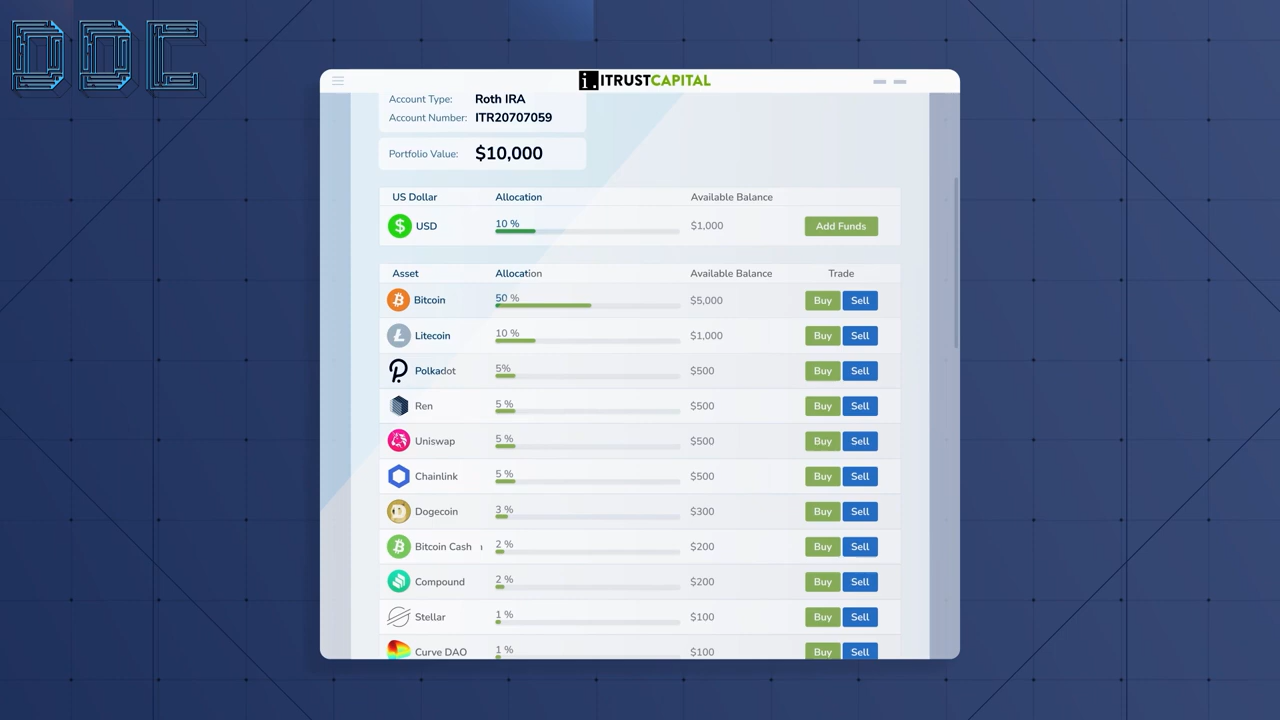 DDC
i. ITRUSTCAPITAL
Account Type: Roth IRA
Account Number: ITR20707059
Portfolio Value: $10,000
US Dollar Allocation Available Balance
$ USD 10 % $1,000 Add Funds
Asset Allocation Available Balance Trade
Bitcoin 50 % $5,000 Buy Sell
Litecoin 10 % $1,000 Buy Sell
Polkadot 5% $500 Buy Sell
Ren 5 % $500 Buy Sell
Uniswap 5 % $500 Buy Sell
Chainlink 5 % $500 Buy Sell
Dogecoin 3 % $300 Buy Sell
Bitcoin Cash 2 % $200 Buy Sell
Compound 2 % $200 Buy Sell
Stellar 1 % $100 Buy Sell
Curve DAO 1 % $100 Buy Sell